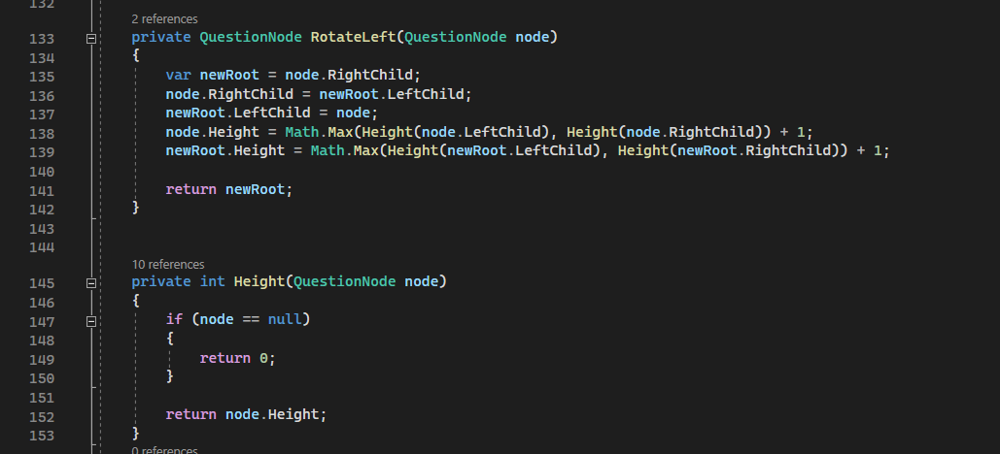 132
2 references
133 private QuestionNode RotateLeft(QuestionNode node)
134 {
135 var newRoot = node.RightChild;
136 node.RightChild = newRoot.LeftChild;
137 newRoot.LeftChild = node;
138 node.Height = Math.Max(Height(node.LeftChild), Height(node.RightChild)) + 1;
139 newRoot.Height = Math.Max(Height(newRoot.LeftChild), Height(newRoot.RightChild)) + 1;
140
141 return newRoot;
142 }
143
144
10 references
145 private int Height(QuestionNode node)
146 {
147 if (node == null)
148 {
149 return 0;
150 }
151
152 return node.Height;
153 }
0 references